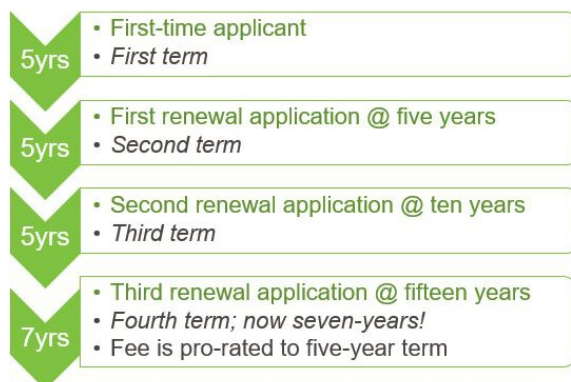 5yrs
• First-time applicant
• First term
5yrs
• First renewal application @ five years
• Second term
5yrs
• Second renewal application @ ten years
• Third term
7yrs
• Third renewal application @ fifteen years
• Fourth term; now seven-years!
• Fee is pro-rated to five-year term